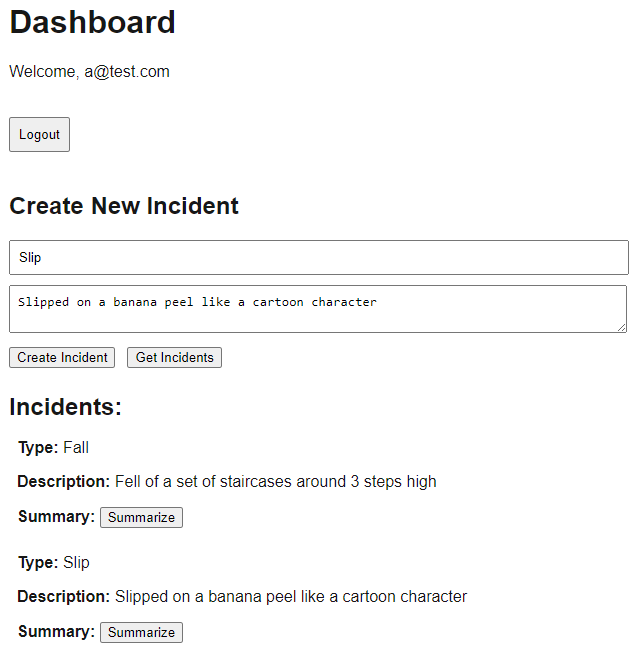 Dashboard
Welcome, a@test.com
Logout
Create New Incident
Slip
Slipped on a banana peel like a cartoon character
Create Incident Get Incidents
Incidents:
Type: Fall
Description: Fell of a set of staircases around 3 steps high
Summary: Summarize
Type: Slip
Description: Slipped on a banana peel like a cartoon character
Summary: Summarize